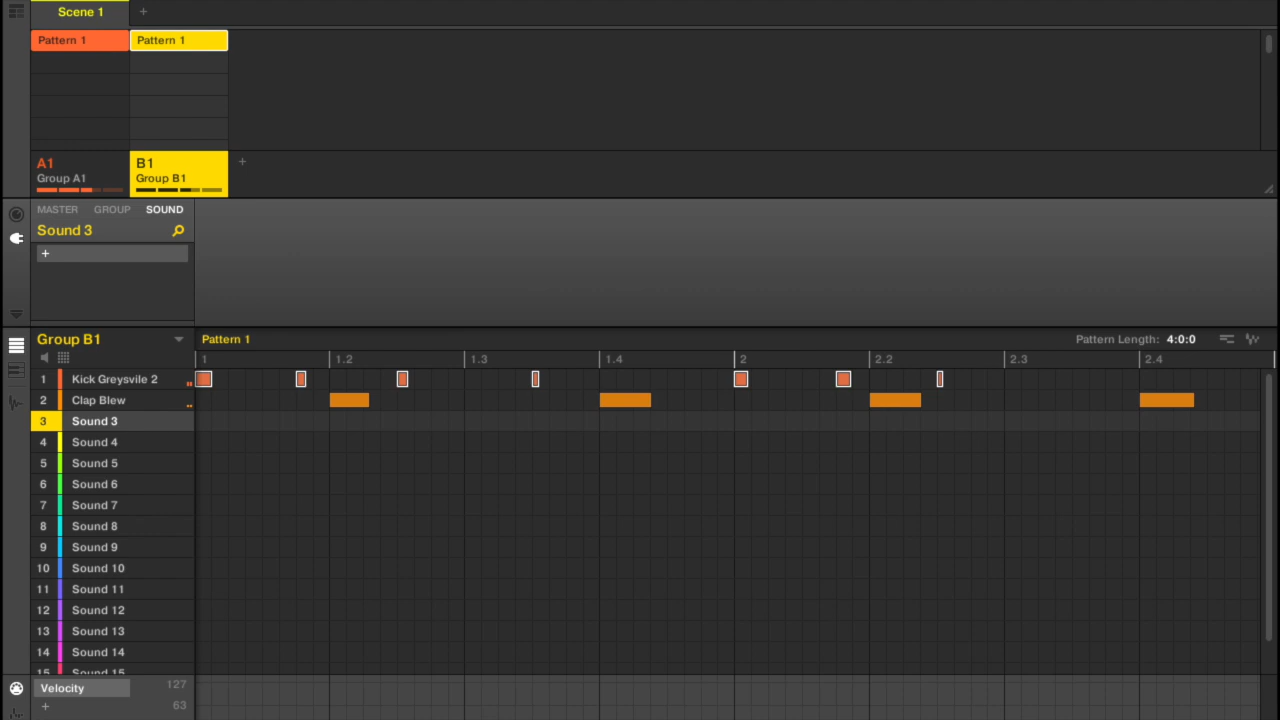 Scene 1 +
Pattern 1 Pattern 1
A1 B1 +
Group A1 Group B1
MASTER GROUP SOUND
Sound 3
+
Group B1 Pattern 1 Pattern Length: 4:0:0
1 1.2 1.3 1.4 2 2.2 2.3 2.4
1 Kick Greysvile 2
2 Clap Blew
3 Sound 3
4 Sound 4
5 Sound 5
6 Sound 6
7 Sound 7
8 Sound 8
9 Sound 9
10 Sound 10
11 Sound 11
12 Sound 12
13 Sound 13
14 Sound 14
15 Sound 15
Velocity 127
+ 63